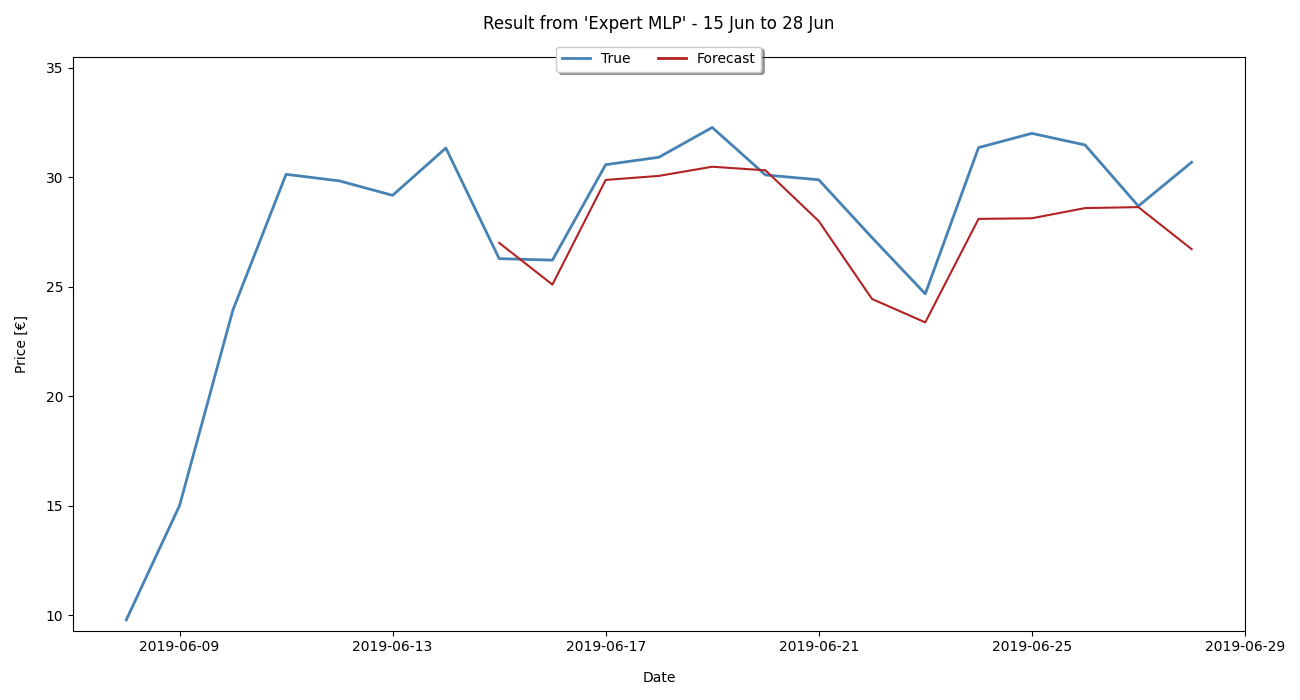 Result from 'Expert MLP' - 15 Jun to 28 Jun
True Forecast
35
30
25
20
15
10
Price [€]
2019-06-09 2019-06-13 2019-06-17 2019-06-21 2019-06-25 2019-06-29
Date